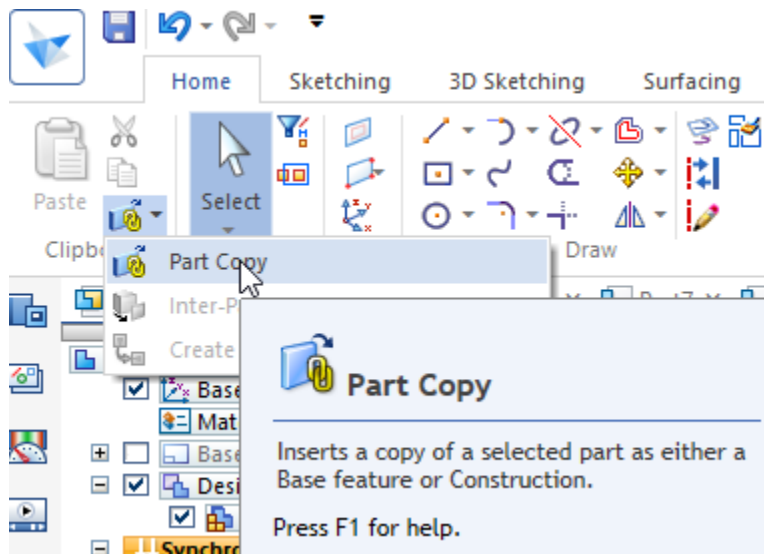 Home Sketching 3D Sketching Surfacing
Paste Select
Draw
Part Copy
Create
Part Copy
Base
Mat
Base
Inserts a copy of a selected part as either a
Base feature or Construction.
Desi
Press F1 for help.
Synchro